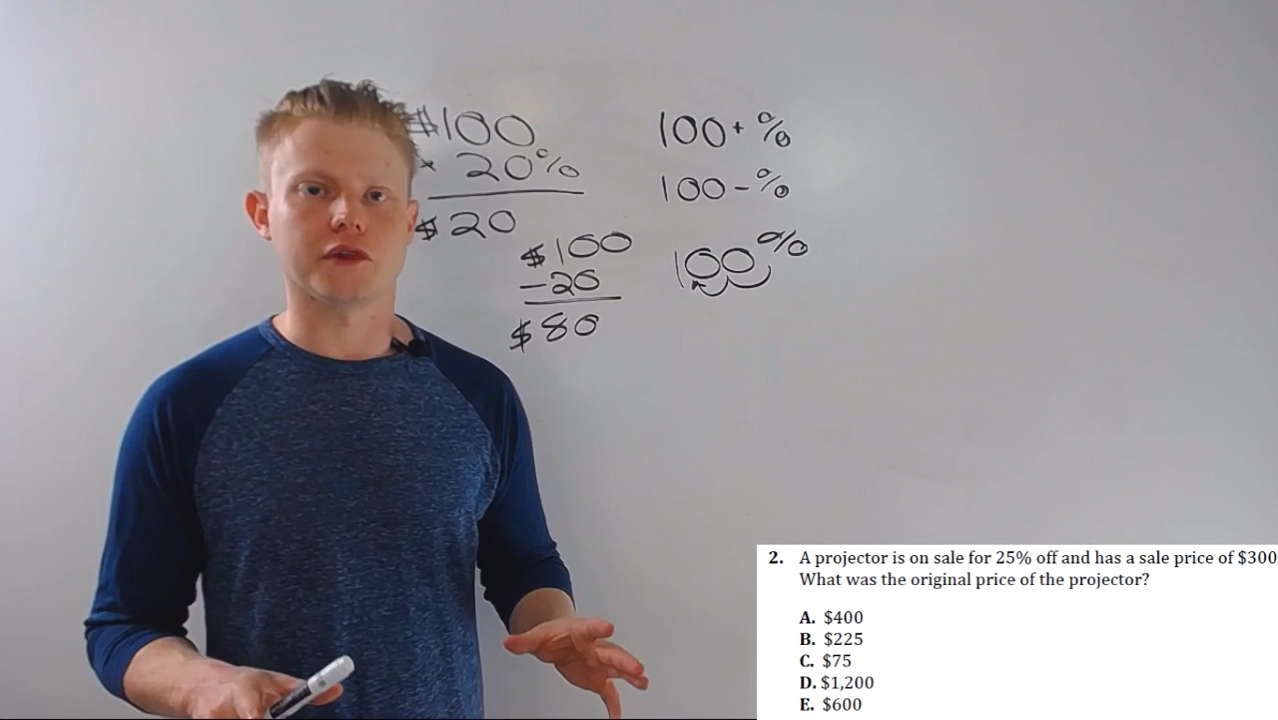 $100
× 20%
$20
$100
-20
$80
100+%
100-%
100%
2. A projector is on sale for 25% off and has a sale price of $300
What was the original price of the projector?
A. $400
B. $225
C. $75
D. $1,200
E. $600